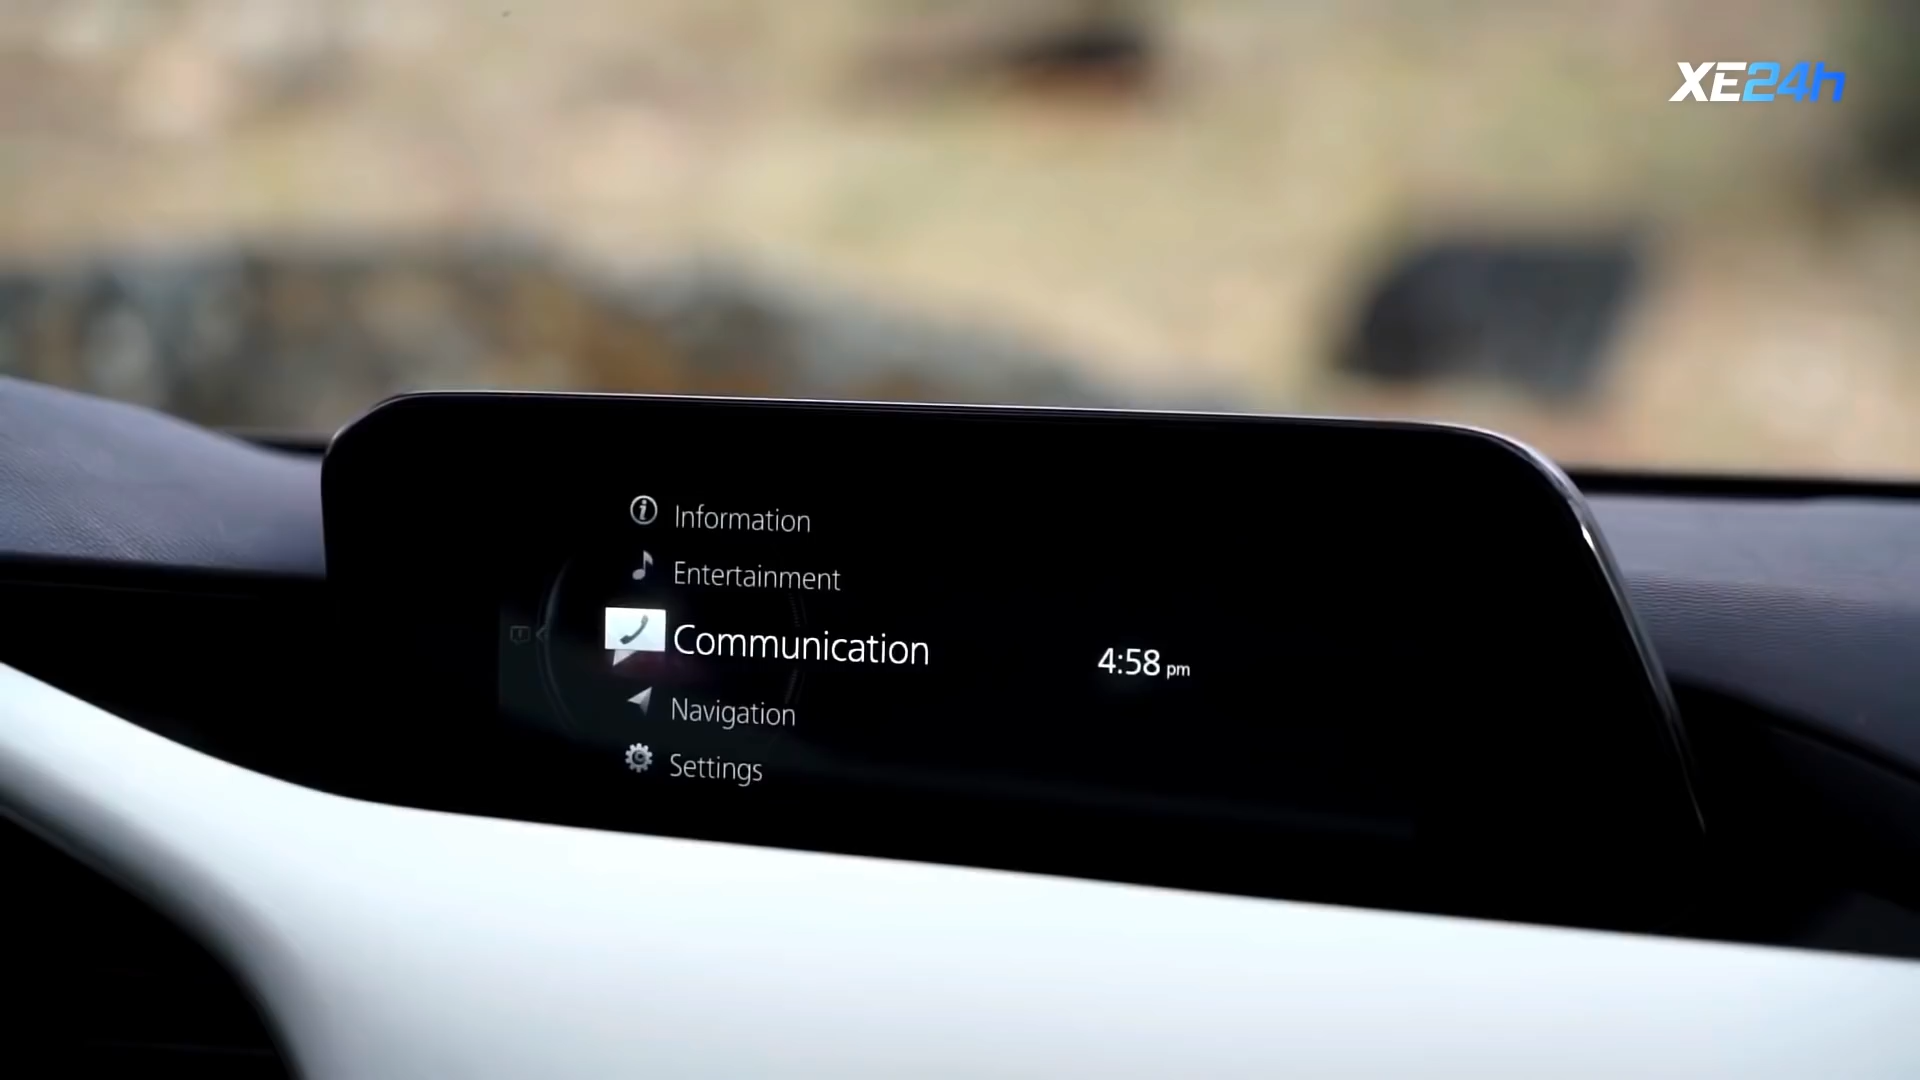 XE24h
Information
Entertainment
Communication
4:58 pm
Navigation
Settings